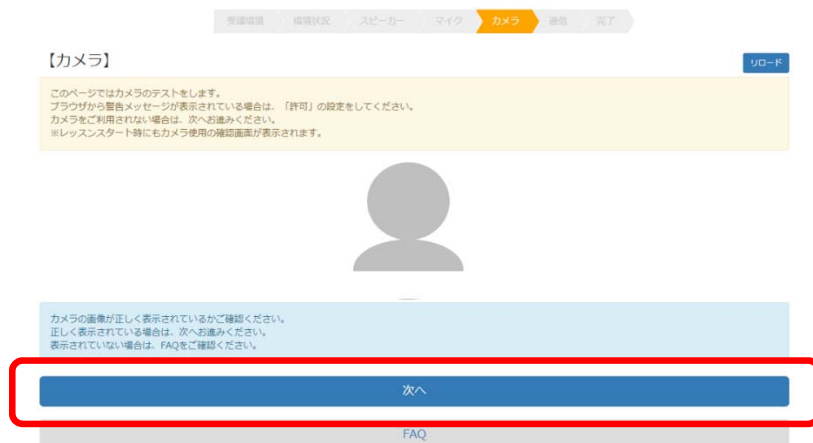 受講環境 環境状況 スピーカー マイク カメラ 通信 完了
【カメラ】
リロード
このページではカメラのテストをします。
ブラウザから警告メッセージが表示されている場合は、「許可」の設定をしてください。
カメラをご利用されない場合は、次へお進みください。
※レッスンスタート時にもカメラ使用の確認画面が表示されます。
カメラの画像が正しく表示されているかご確認ください。
正しく表示されている場合は、次へお進みください。
表示されていない場合は、FAQをご確認ください。
次へ
FAQ